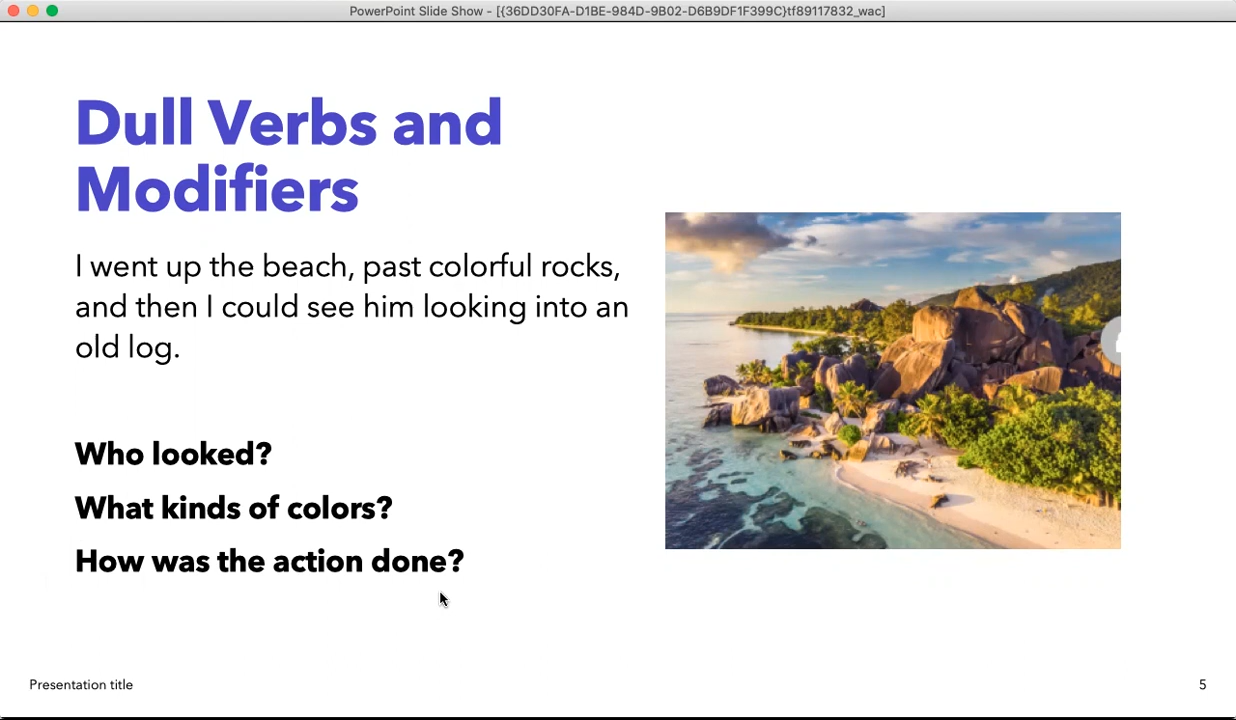 PowerPoint Slide Show - [{36DD30FA-D1BE-984D-9B02-D6B9DF1F399C}tf89117832_wac]
Dull Verbs and
Modifiers
I went up the beach, past colorful rocks,
and then I could see him looking into an
old log.
Who looked?
What kinds of colors?
How was the action done?
Presentation title
5